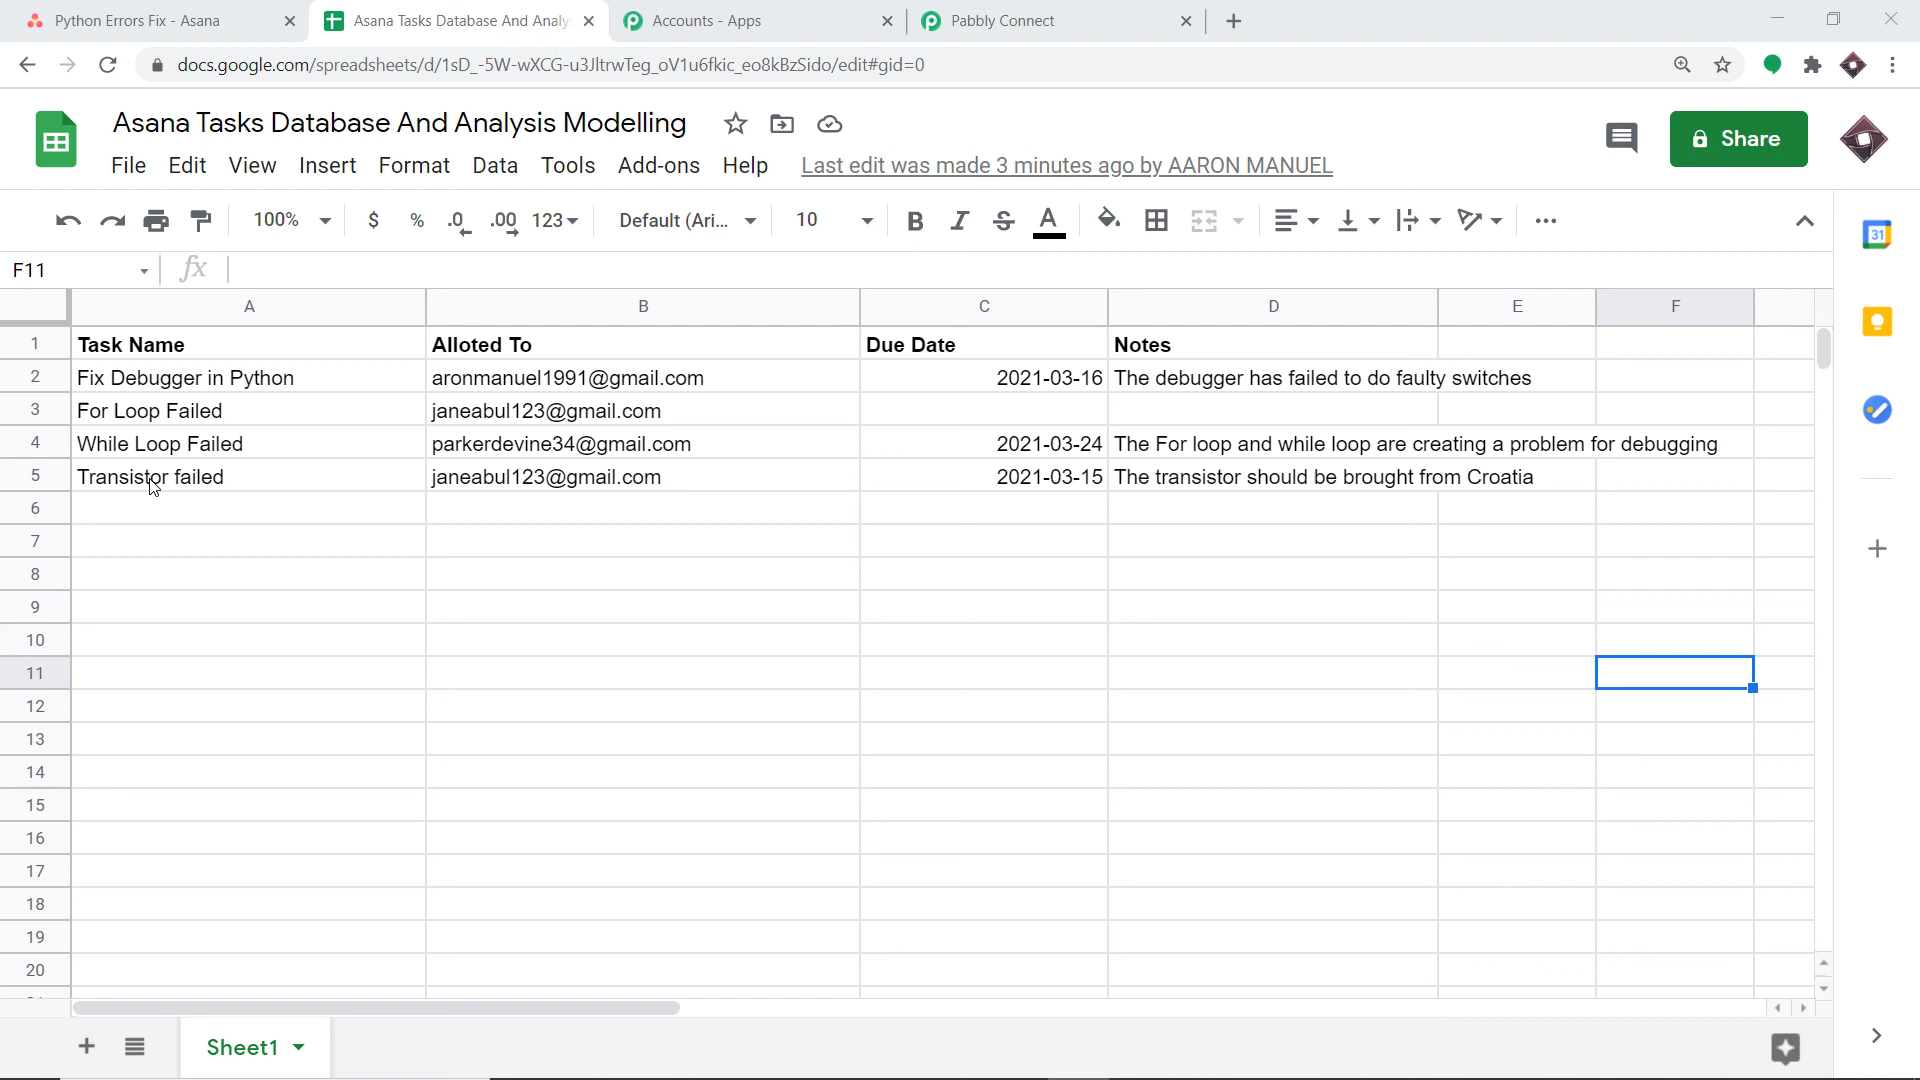 Python Errors Fix - Asana
Asana Tasks Database And Analy
Accounts - Apps
Pabbly Connect
docs.google.com/spreadsheets/d/1sD_-5W-wXCG-u3JltrwTeg_oV1u6fkic_eo8kBzSido/edit#gid=0
Asana Tasks Database And Analysis Modelling
Share
File Edit View Insert Format Data Tools Add-ons Help Last edit was made 3 minutes ago by AARON MANUEL
100% $ % .0 .00 123 Default (Ari... 10 B I S A
31
F11 fx
A B C D E F
1 Task Name Alloted To Due Date Notes
2 Fix Debugger in Python aronmanuel1991@gmail.com 2021-03-16 The debugger has failed to do faulty switches
3 For Loop Failed janeabul123@gmail.com
4 While Loop Failed parkerdevine34@gmail.com 2021-03-24 The For loop and while loop are creating a problem for debugging
5 Transistor failed janeabul123@gmail.com 2021-03-15 The transistor should be brought from Croatia
6
7
8
9
10
11
12
13
14
15
16
17
18
19
20
Sheet1